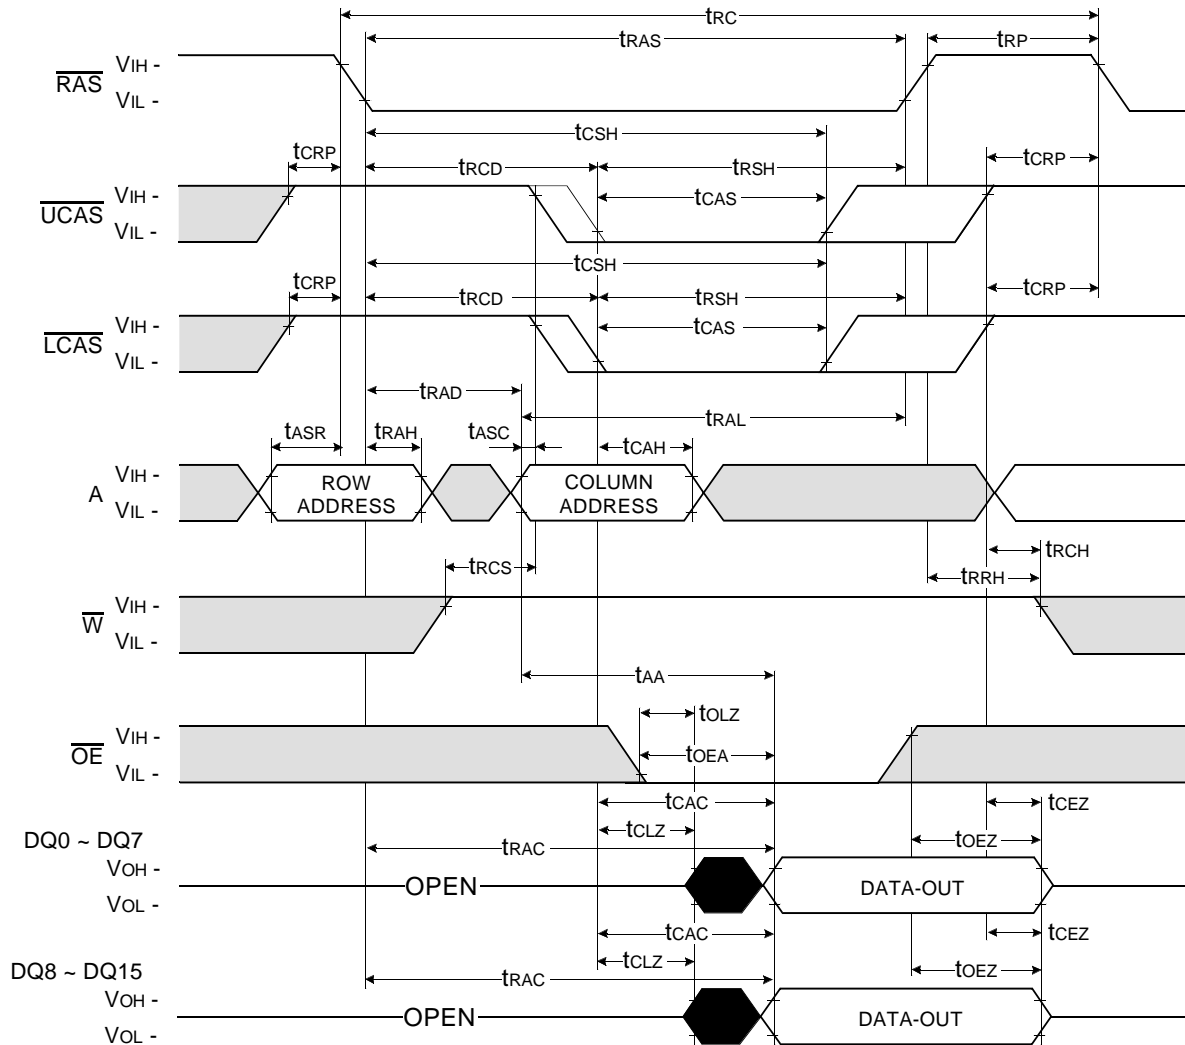 tRC
tRAS
tRP
RAS
VIH -
VIL -
tCSH
tCRP
tRCD
tRSH
tCRP
UCAS
VIH -
VIL -
tCAS
tCSH
tCRP
tRCD
tRSH
tCRP
LCAS
VIH -
VIL -
tCAS
tRAD
tRAL
tASR
tRAH
tASC
tCAH
A
VIH -
VIL -
ROW
ADDRESS
COLUMN
ADDRESS
tRCS
tRCH
tRRH
W
VIH -
VIL -
tAA
tOLZ
OE
VIH -
VIL -
tOEA
tCAC
tCEZ
tCLZ
tOEZ
DQ0 ~ DQ7
tRAC
VOH -
VOL -
OPEN
DATA-OUT
tCAC
tCEZ
tCLZ
tOEZ
DQ8 ~ DQ15
tRAC
VOH -
VOL -
OPEN
DATA-OUT